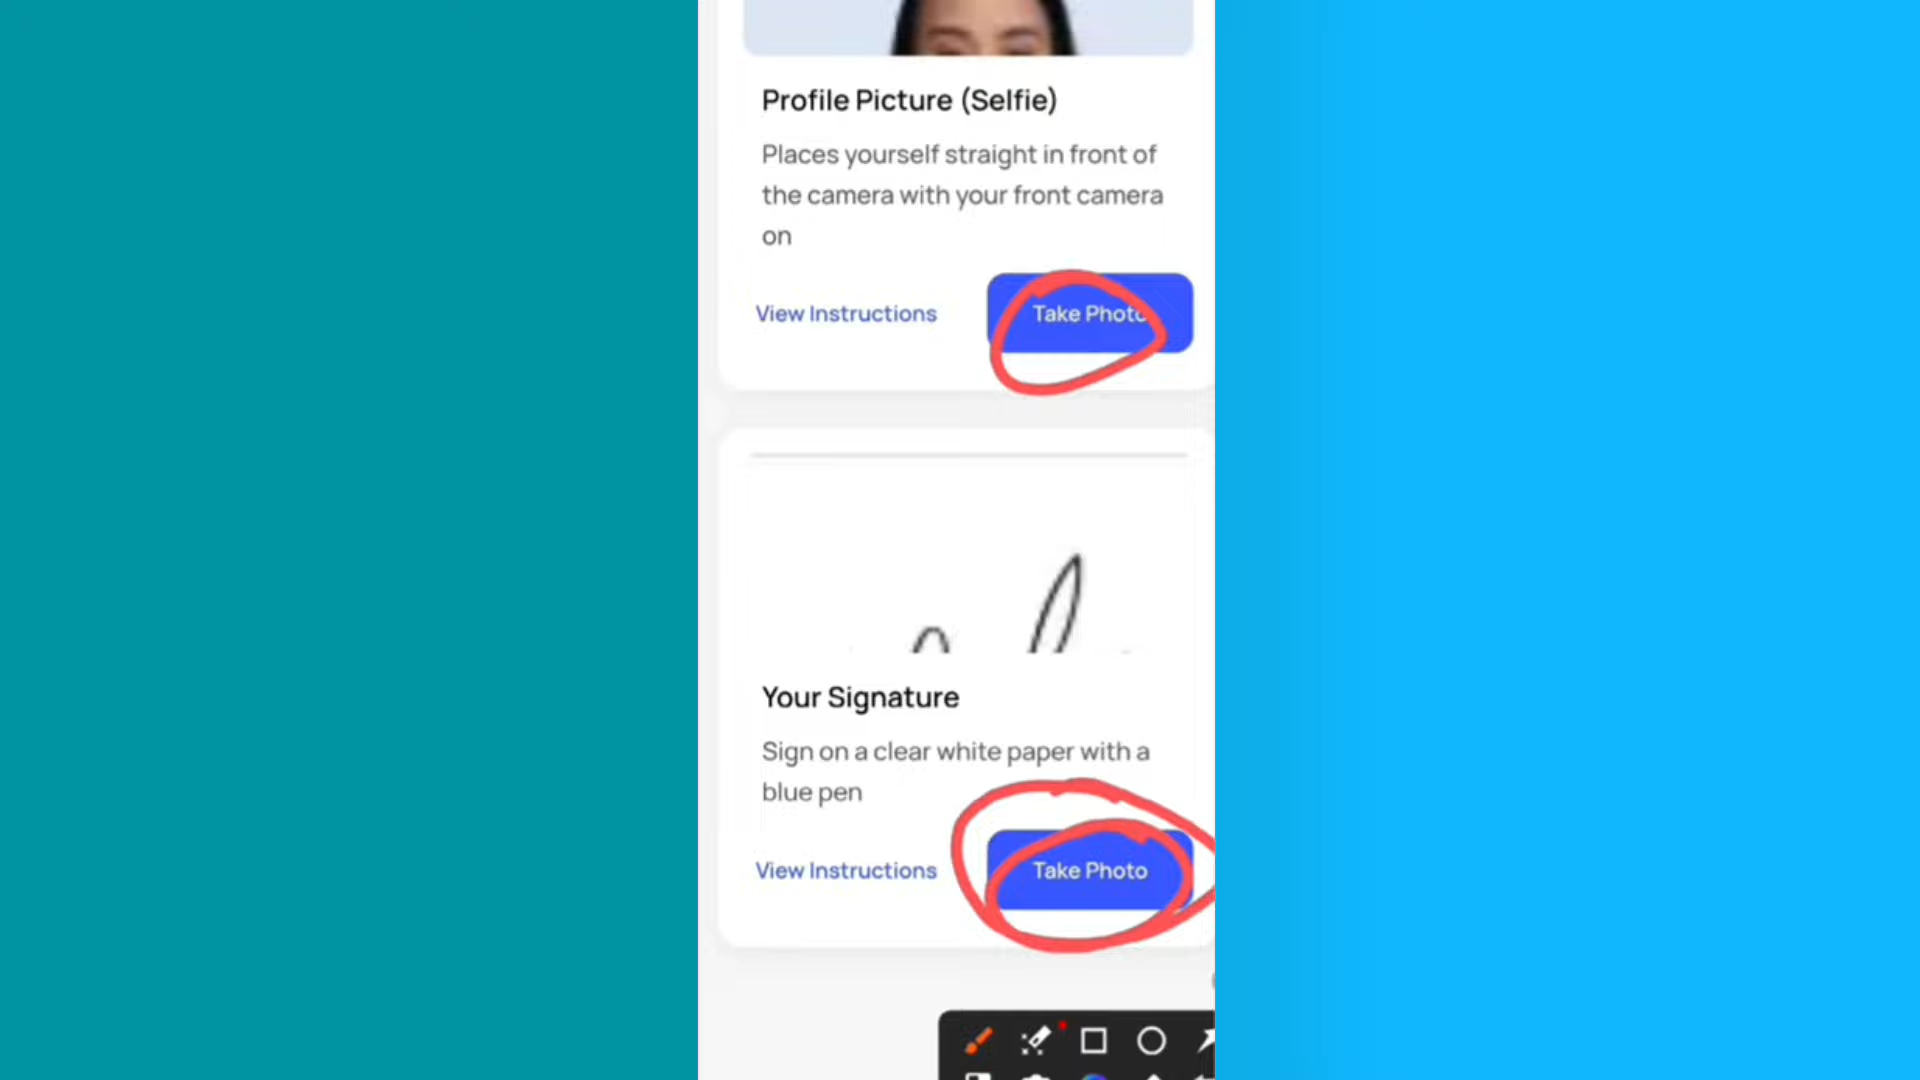 Profile Picture (Selfie)
Places yourself straight in front of
the camera with your front camera
on
View Instructions
Take Photo
Your Signature
Sign on a clear white paper with a
blue pen
View Instructions
Take Photo